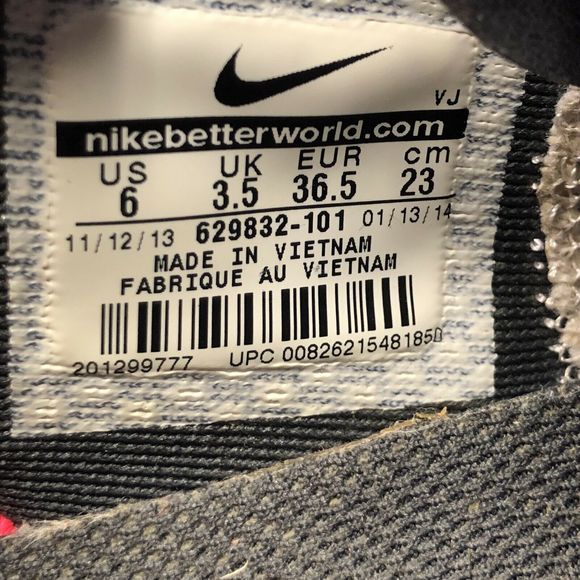 VJ
nikebetterworld.com
US UK EUR cm
6 3.5 36.5 23
11/12/13 629832-101 01/13/14
MADE IN VIETNAM
FABRIQUE AU VIETNAM
201299777 UPC 00826215481850